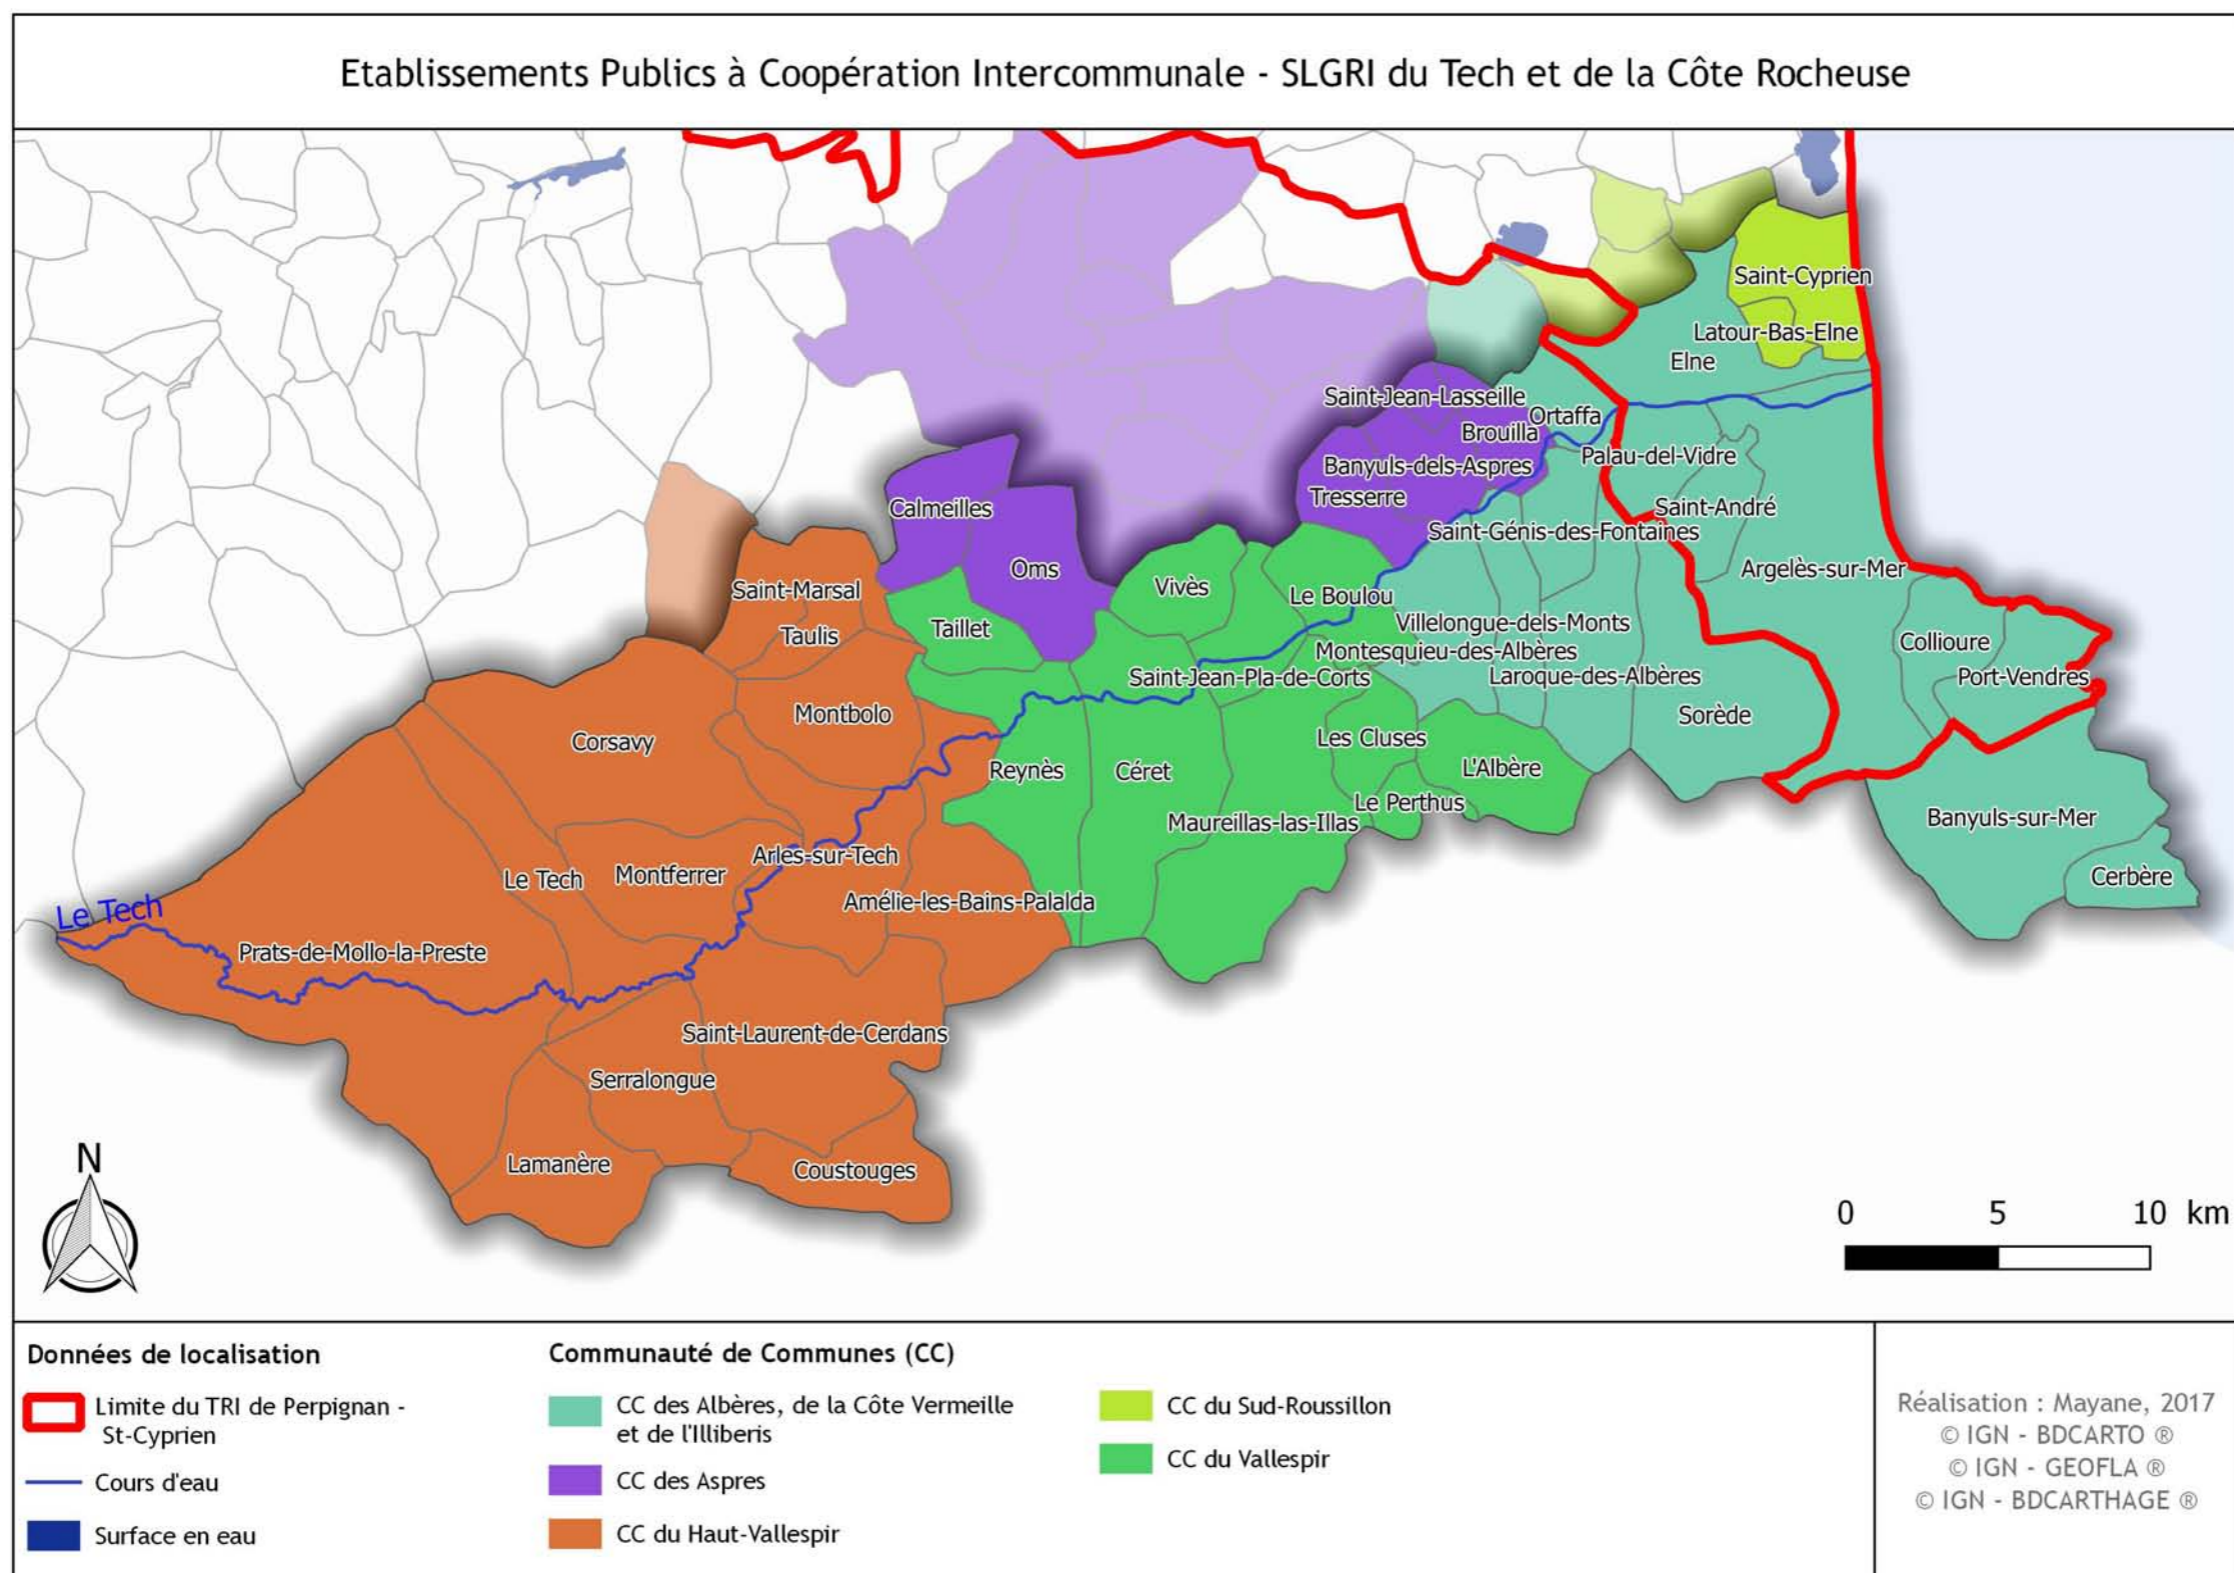 Etablissements Publics à Coopération Intercommunale - SLGRI du Tech et de la Côte Rocheuse
Saint-Cyprien
Latour-Bas-Elne
Elne
Saint-Jean-Lasseille
Ortaffa
Brouilla
Palau-del-Vidre
Banyuls-dels-Aspres
Tresserre
Calmeilles
Saint-André
Saint-Génis-des-Fontaines
Oms
Argelès-sur-Mer
Vivès
Saint-Marsal
Le Boulou
Villelongue-dels-Monts
Taillet
Taulis
Collioure
Montesquieu-des-Albères
Saint-Jean-Pla-de-Corts
Laroque-des-Albères
Port-Vendres
Montbolo
Sorède
Corsavy
Les Cluses
L'Albère
Reynès
Céret
Le Perthus
Maureillas-las-Illas
Banyuls-sur-Mer
Arles-sur-Tech
Le Tech
Montferrer
Cerbère
Amélie-les-Bains-Palalda
Le Tech
Prats-de-Mollo-la-Preste
Saint-Laurent-de-Cerdans
Serralongue
Lamanère
Coustouges
N
0 5 10 km
Données de localisation
Limite du TRI de Perpignan -
St-Cyprien
Cours d'eau
Surface en eau
Communauté de Communes (CC)
CC des Albères, de la Côte Vermeille
et de l'Illiberis
CC des Aspres
CC du Haut-Vallespir
CC du Sud-Roussillon
CC du Vallespir
Réalisation : Mayane, 2017
© IGN - BDCARTO ®
© IGN - GEOFLA ®
© IGN - BDCARTHAGE ®